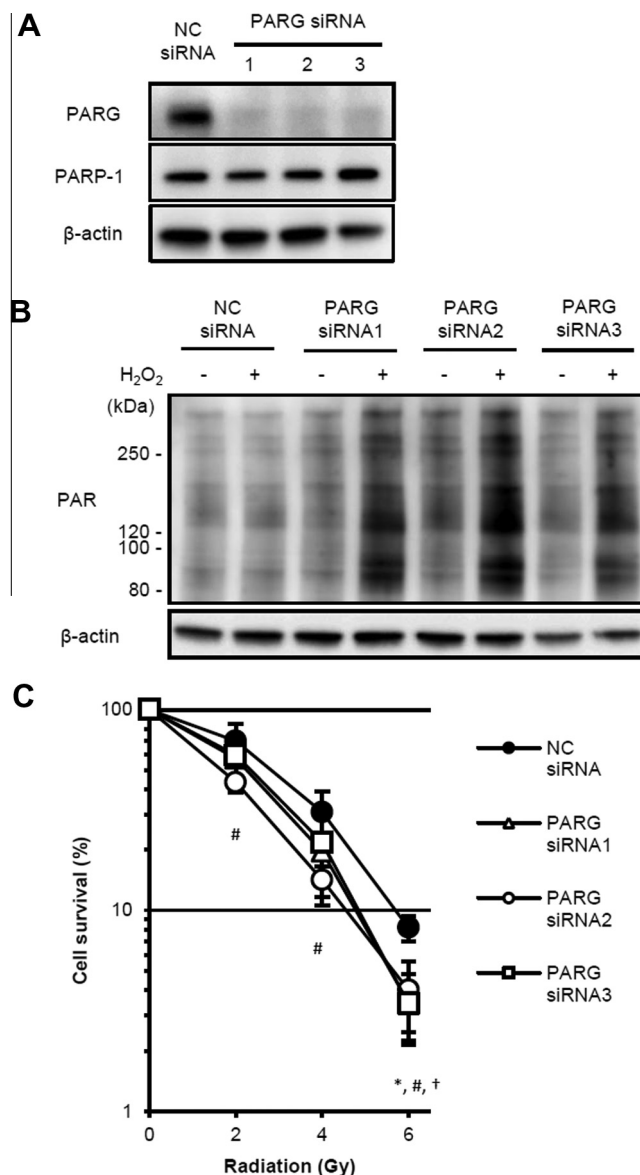 A
NC
siRNA
PARG siRNA
1 2 3
PARG
PARP-1
β-actin
B
NC
siRNA
PARG
siRNA1
PARG
siRNA2
PARG
siRNA3
H₂O₂ - + - + - + - +
(kDa)
250 -
PAR
120 -
100 -
80 -
β-actin
C
Cell survival (%)
100
10
1
#
#
*, #, †
0 2 4 6
Radiation (Gy)
NC
siRNA
PARG
siRNA1
PARG
siRNA2
PARG
siRNA3